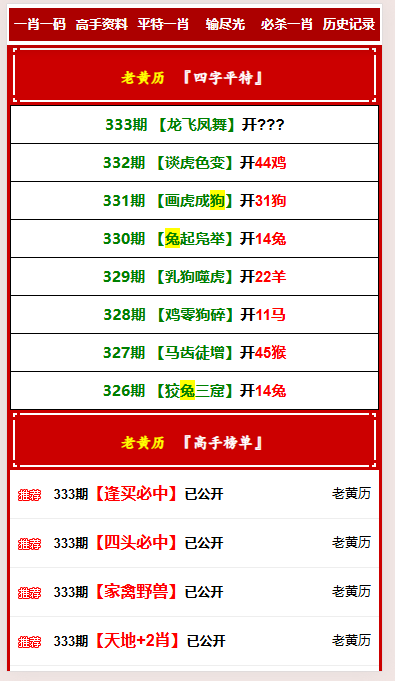 一肖一码 高手资料 平特一肖 输尽光 必杀一肖 历史记录
老黄历 『四字平特』
333期 【龙飞凤舞】开???
332期 【谈虎色变】开44鸡
331期 【画虎成狗】开31狗
330期 【兔起凫举】开14兔
329期 【乳狗噬虎】开22羊
328期 【鸡零狗碎】开11马
327期 【马齿徒增】开45猴
326期 【狡兔三窟】开14兔
老黄历 『高手榜单』
推荐 333期【逢买必中】已公开 老黄历
推荐 333期【四头必中】已公开 老黄历
推荐 333期【家禽野兽】已公开 老黄历
推荐 333期【天地+2肖】已公开 老黄历